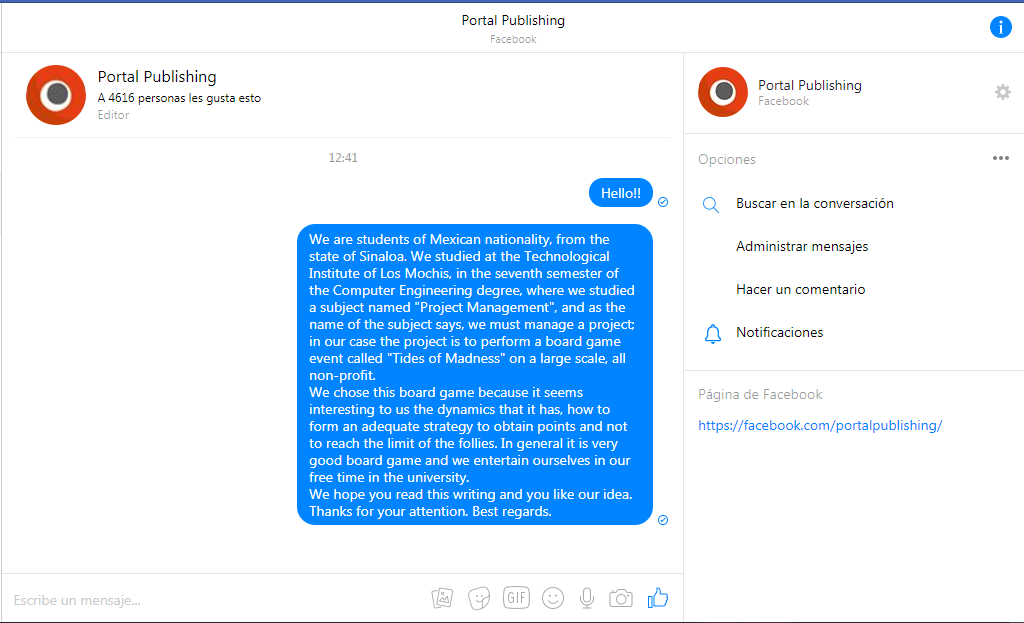 Portal Publishing
Facebook
Portal Publishing
A 4616 personas les gusta esto
Editor
12:41
Hello!!
We are students of Mexican nationality, from the
state of Sinaloa. We studied at the Technological
Institute of Los Mochis, in the seventh semester of
the Computer Engineering degree, where we studied
a subject named "Project Management", and as the
name of the subject says, we must manage a project;
in our case the project is to perform a board game
event called "Tides of Madness" on a large scale, all
non-profit.
We chose this board game because it seems
interesting to us the dynamics that it has, how to
form an adequate strategy to obtain points and not
to reach the limit of the follies. In general it is very
good board game and we entertain ourselves in our
free time in the university.
We hope you read this writing and you like our idea.
Thanks for your attention. Best regards.
Escribe un mensaje...
GIF
Portal Publishing
Facebook
Opciones
Buscar en la conversación
Administrar mensajes
Hacer un comentario
Notificaciones
Página de Facebook
https://facebook.com/portalpublishing/